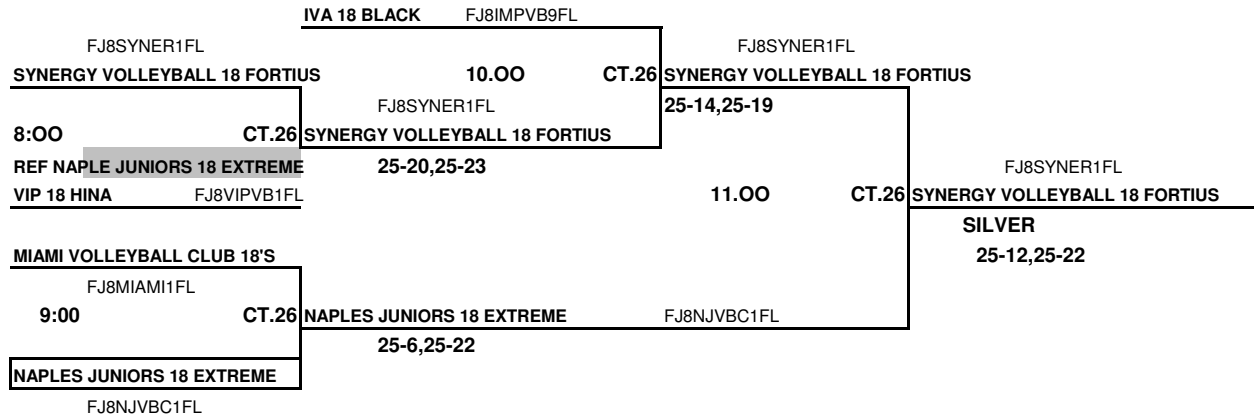 IVA 18 BLACK FJ8IMPVB9FL
FJ8SYNER1FL FJ8SYNER1FL
SYNERGY VOLLEYBALL 18 FORTIUS 10.OO CT.26 SYNERGY VOLLEYBALL 18 FORTIUS
FJ8SYNER1FL 25-14,25-19
8:OO CT.26 SYNERGY VOLLEYBALL 18 FORTIUS
REF NAPLE JUNIORS 18 EXTREME 25-20,25-23 FJ8SYNER1FL
VIP 18 HINA FJ8VIPVB1FL 11.OO CT.26 SYNERGY VOLLEYBALL 18 FORTIUS
SILVER
MIAMI VOLLEYBALL CLUB 18'S 25-12,25-22
FJ8MIAMI1FL
9:00 CT.26 NAPLES JUNIORS 18 EXTREME FJ8NJVBC1FL
25-6,25-22
NAPLES JUNIORS 18 EXTREME
FJ8NJVBC1FL